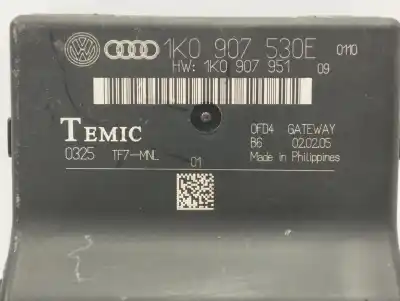 1K0 907 530E 0110
HW: 1K0 907 951 09
TEMIC
0FD4 GATEWAY
0325 TF7-MNL
B6 02.02.05
01
Made in Philippines